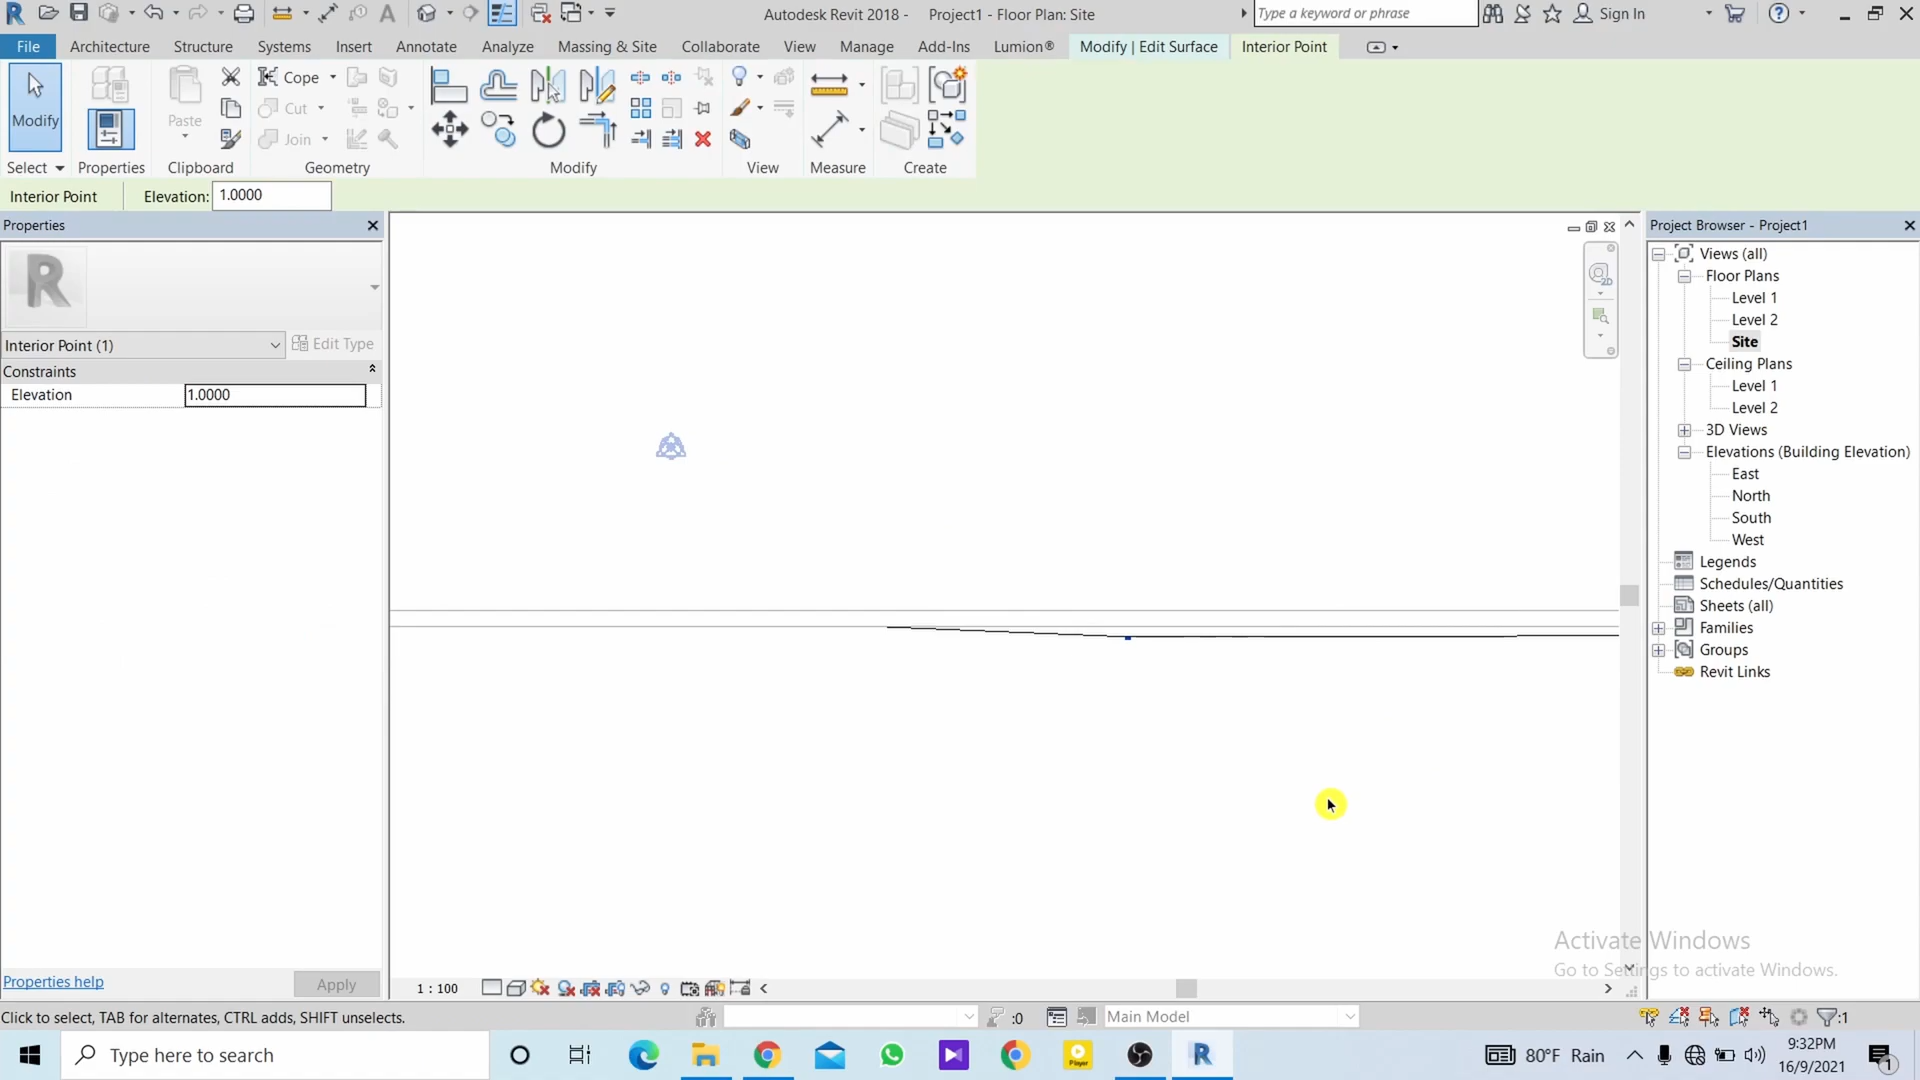 Autodesk Revit 2018 - Project1 - Floor Plan: Site
Type a keyword or phrase
Sign In
File Architecture Structure Systems Insert Annotate Analyze Massing & Site Collaborate View Manage Add-Ins Lumion® Modify | Edit Surface Interior Point
Modify
Paste
Cope
Cut
Join
Select Properties Clipboard Geometry Modify View Measure Create
Interior Point Elevation: 1.0000
Properties
Interior Point (1)
Edit Type
Constraints
Elevation 1.0000
Properties help
Apply
2D
1 : 100
Project Browser - Project1
Views (all)
Floor Plans
Level 1
Level 2
Site
Ceiling Plans
Level 1
Level 2
3D Views
Elevations (Building Elevation)
East
North
South
West
Legends
Schedules/Quantities
Sheets (all)
Families
Groups
Revit Links
Activate Windows
Go to Settings to activate Windows.
Click to select, TAB for alternates, CTRL adds, SHIFT unselects.
:0
Main Model
:1
Type here to search
Player
80°F Rain
9:32PM
16/9/2021
1